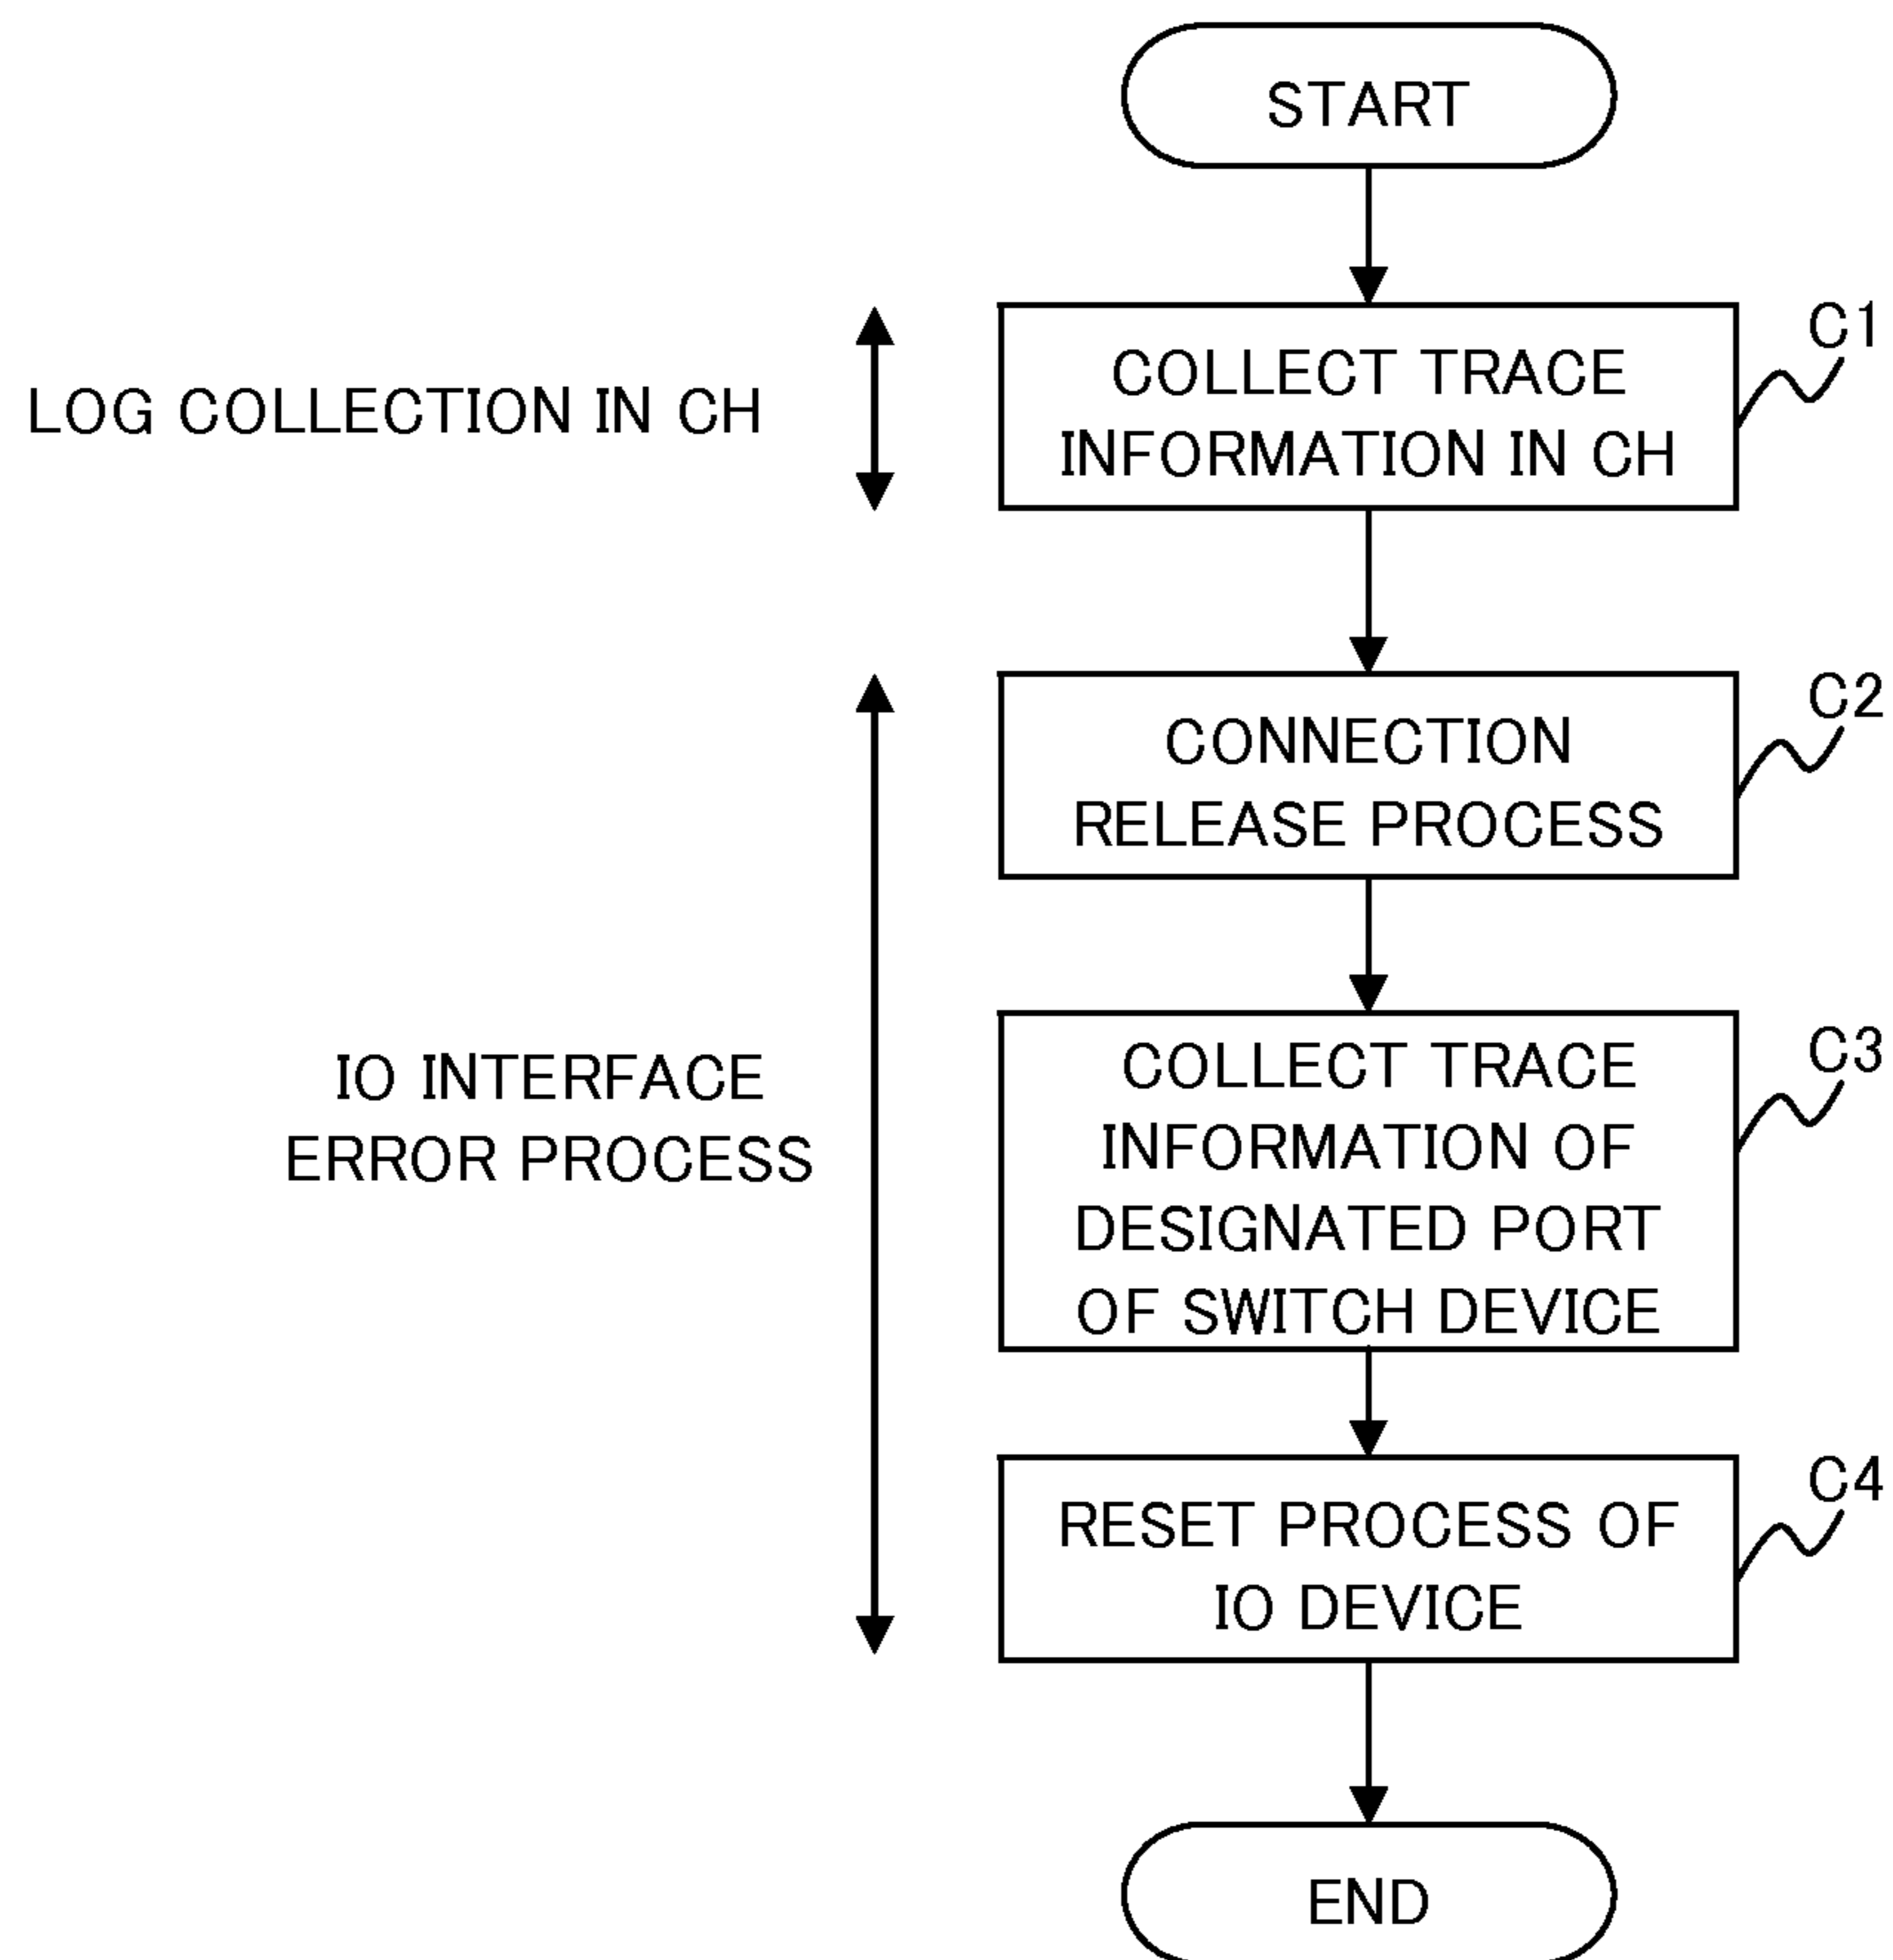 START
LOG COLLECTION IN CH
COLLECT TRACE
INFORMATION IN CH
C1
CONNECTION
RELEASE PROCESS
C2
IO INTERFACE
ERROR PROCESS
COLLECT TRACE
INFORMATION OF
DESIGNATED PORT
OF SWITCH DEVICE
C3
RESET PROCESS OF
IO DEVICE
C4
END